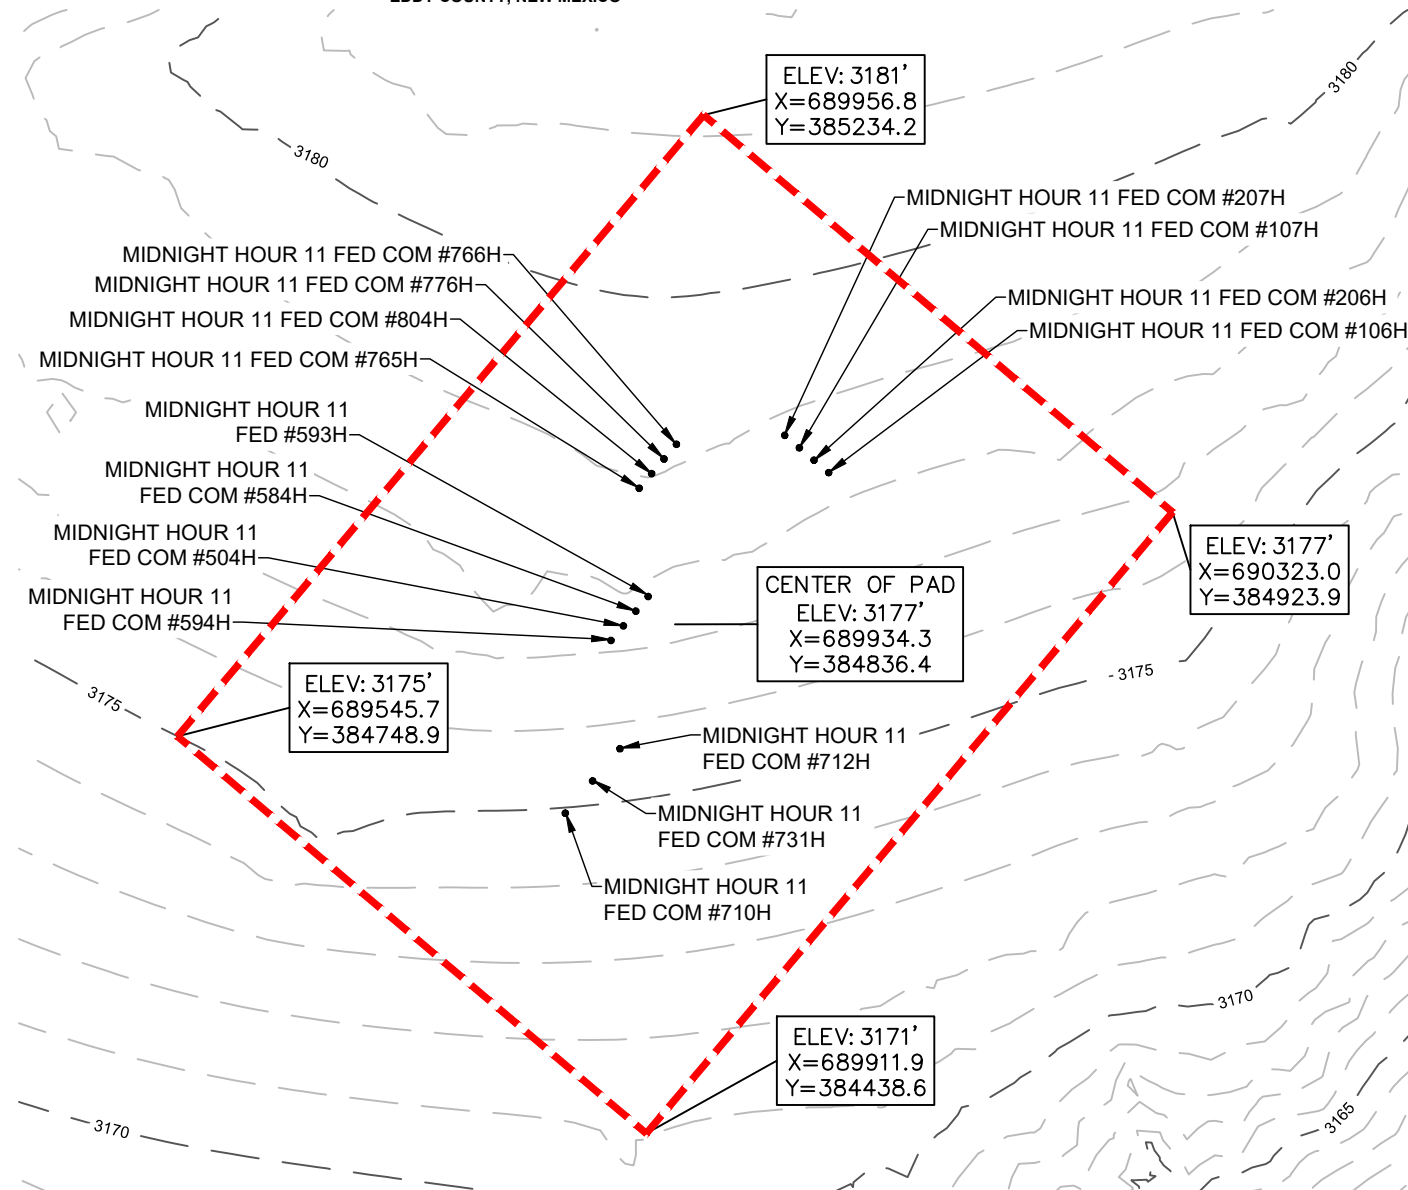 EDDY COUNTY, NEW MEXICO
ELEV: 3181'
X=689956.8
Y=385234.2
3180
3180
MIDNIGHT HOUR 11 FED COM #207H
MIDNIGHT HOUR 11 FED COM #107H
MIDNIGHT HOUR 11 FED COM #766H
MIDNIGHT HOUR 11 FED COM #776H
MIDNIGHT HOUR 11 FED COM #206H
MIDNIGHT HOUR 11 FED COM #804H
MIDNIGHT HOUR 11 FED COM #106H
MIDNIGHT HOUR 11 FED COM #765H
MIDNIGHT HOUR 11
FED #593H
MIDNIGHT HOUR 11
FED COM #584H
MIDNIGHT HOUR 11
FED COM #504H
MIDNIGHT HOUR 11
FED COM #594H
ELEV: 3177'
X=690323.0
Y=384923.9
CENTER OF PAD
ELEV: 3177'
X=689934.3
Y=384836.4
3175
3175
ELEV: 3175'
X=689545.7
Y=384748.9
MIDNIGHT HOUR 11
FED COM #712H
MIDNIGHT HOUR 11
FED COM #731H
MIDNIGHT HOUR 11
FED COM #710H
3170
ELEV: 3171'
X=689911.9
Y=384438.6
3170
3165